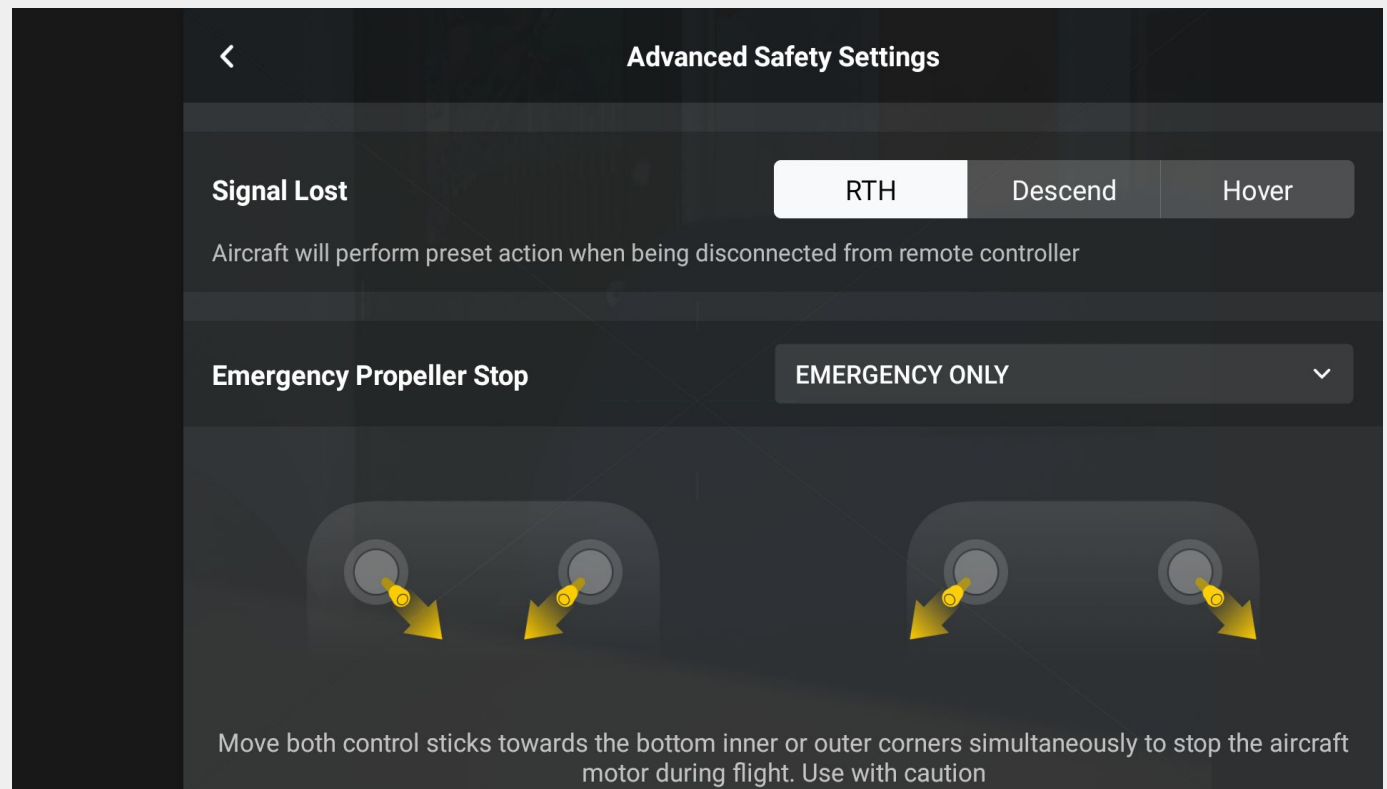 Advanced Safety Settings
Signal Lost
RTH
Descend
Hover
Aircraft will perform preset action when being disconnected from remote controller
Emergency Propeller Stop
EMERGENCY ONLY
Move both control sticks towards the bottom inner or outer corners simultaneously to stop the aircraft
motor during flight. Use with caution